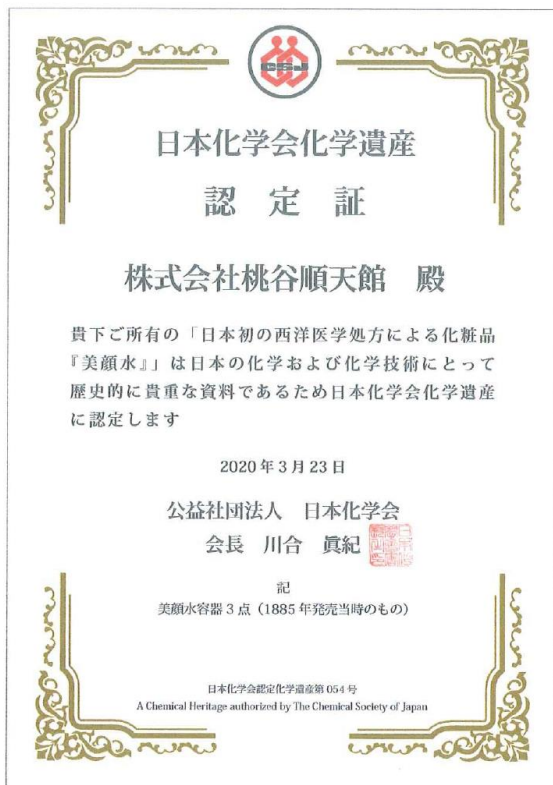 CSJ
日本化学会化学遺産
認 定 証
株式会社桃谷順天館 殿
貴下ご所有の「日本初の西洋医学処方による化粧品
『美顔水』」は日本の化学および化学技術にとって
歴史的に貴重な資料であるため日本化学会化学遺産
に認定します
2020年3月23日
公益社団法人 日本化学会
会長 川合 眞紀
記
美顔水容器3点（1885年発売当時のもの）
日本化学会認定化学遺産第054号
A Chemical Heritage authorized by The Chemical Society of Japan